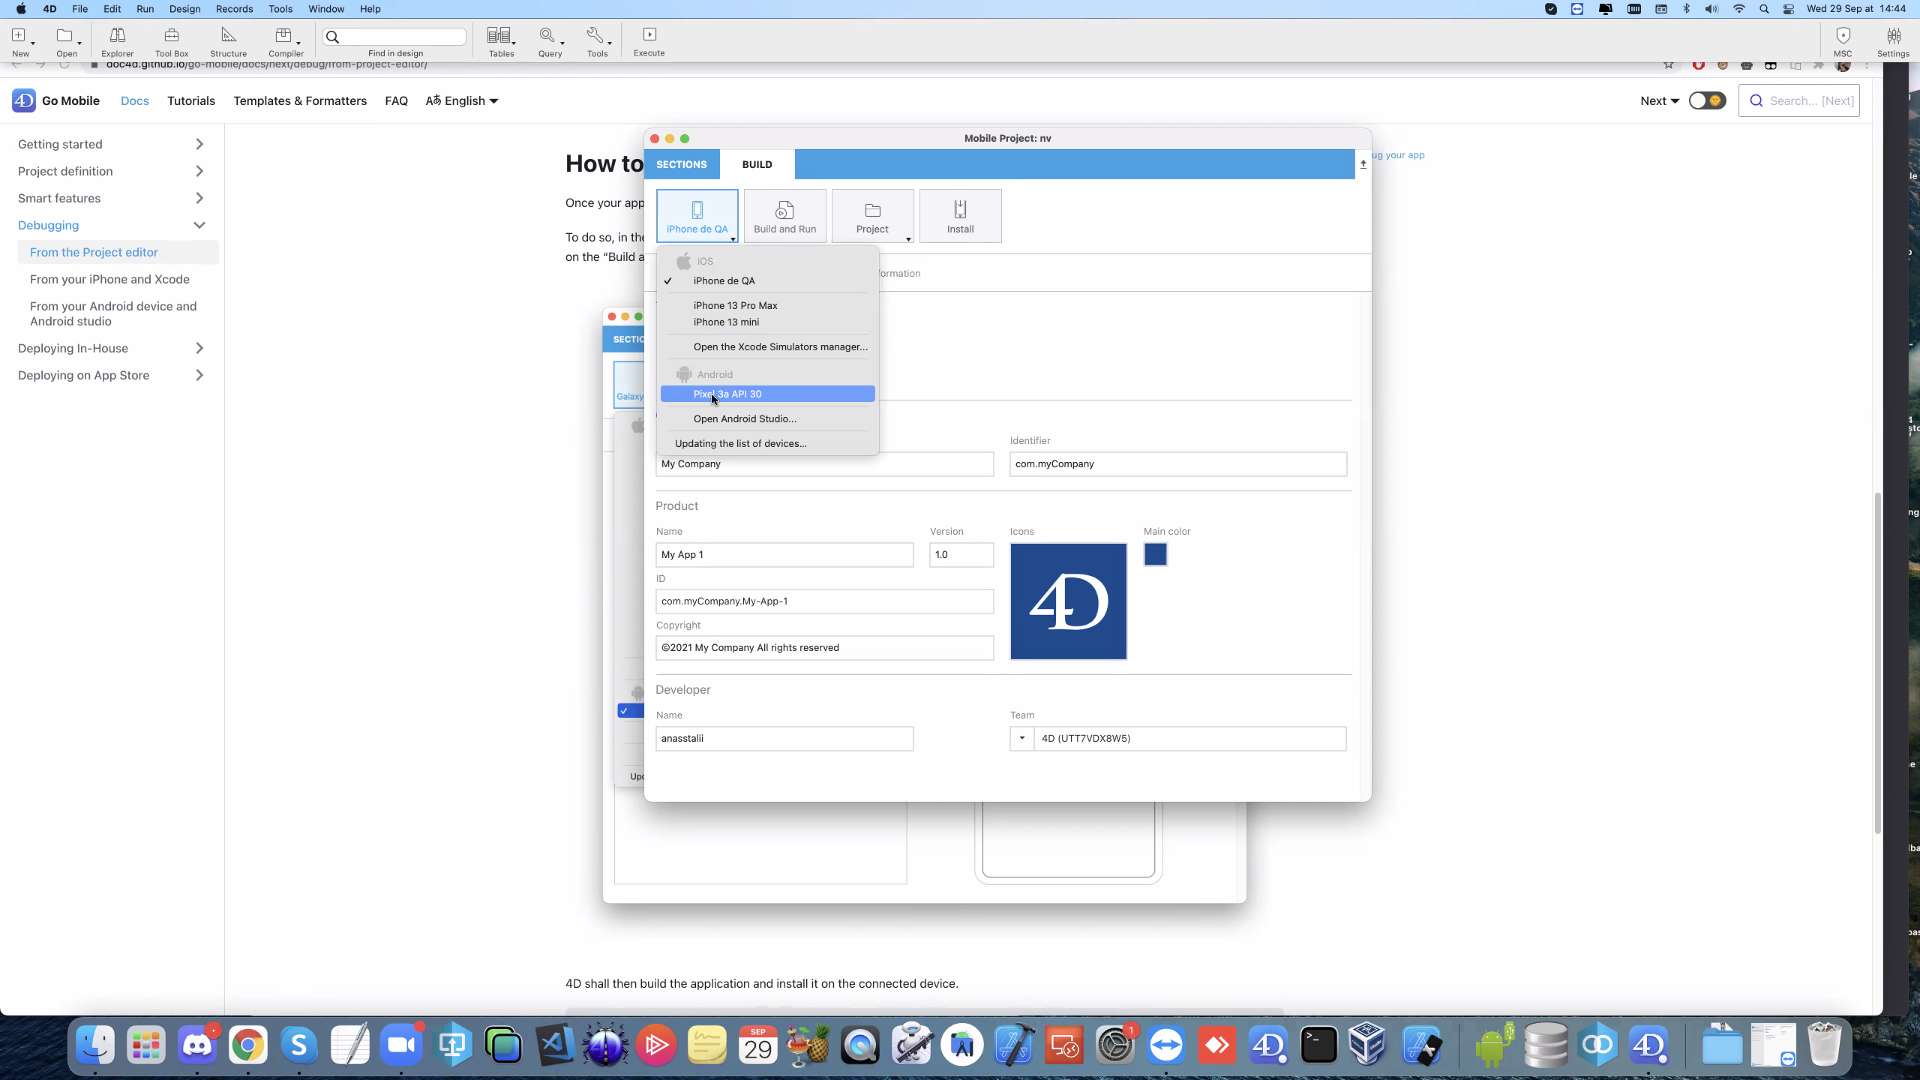 4D File Edit Run Design Records Tools Window Help Wed 29 Sep at 14:44
New Open Explorer Tool Box Structure Compiler Find in design Tables Query Tools Execute MSC Settings
doc4d.github.io/go-mobile/docs/next/debug/from-project-editor/
4D Go Mobile Docs Tutorials Templates & Formatters FAQ English Next Search... [Next]
Getting started
Project definition
Smart features
Debugging
From the Project editor
From your iPhone and Xcode
From your Android device and
Android studio
Deploying In-House
Deploying on App Store
How to
Once your app
To do so, in the
on the “Build a
ug your app
Mobile Project: nv
SECTIONS BUILD
iPhone de QA Build and Run Project Install
iOS
iPhone de QA
iPhone 13 Pro Max
iPhone 13 mini
Open the Xcode Simulators manager...
Android
Pixel 3a API 30
Open Android Studio...
Updating the list of devices...
formation
Identifier
My Company com.myCompany
Product
Name Version Icons Main color
My App 1 1.0
4D
ID
com.myCompany.My-App-1
Copyright
©2021 My Company All rights reserved
Developer
Name Team
anasstalii 4D (UTT7VDX8W5)
SECTIO
Galaxy
Upd
4D shall then build the application and install it on the connected device.
SEP
29
1